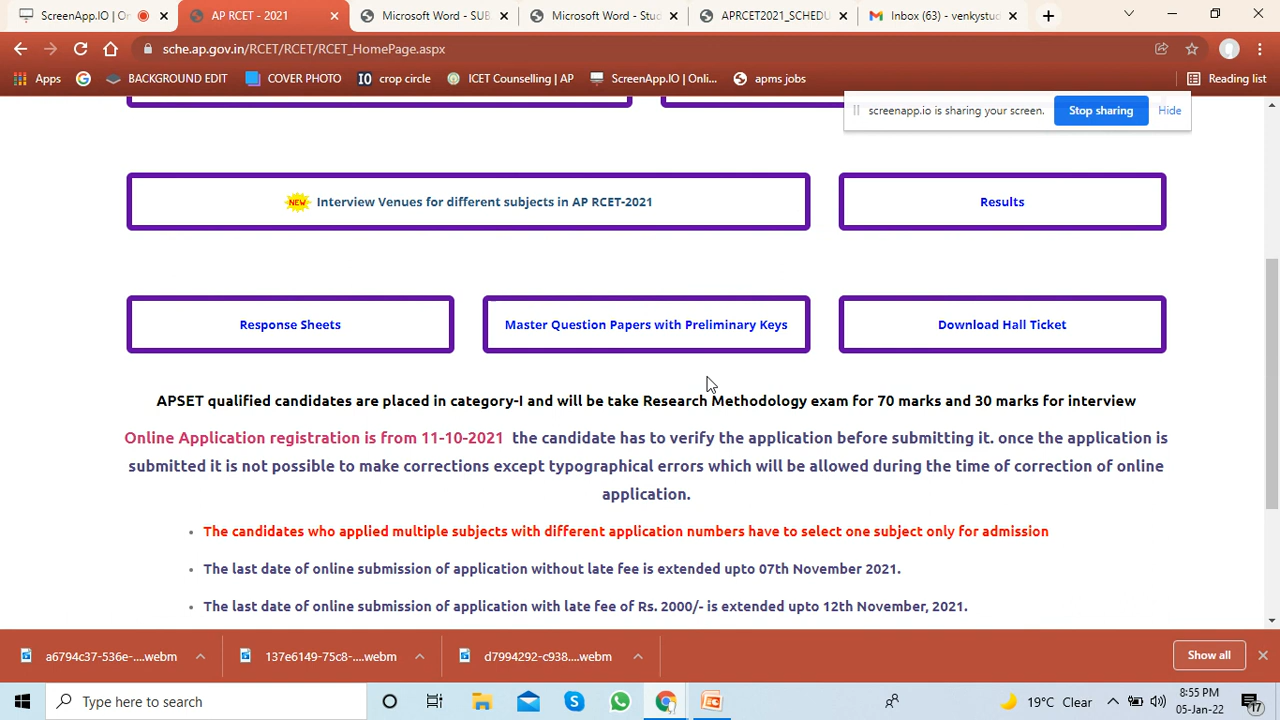 ScreenApp.IO | On
AP RCET - 2021
Microsoft Word - SUB
Microsoft Word - Stud
APRCET2021_SCHEDU
Inbox (63) - venkystud
sche.ap.gov.in/RCET/RCET/RCET_HomePage.aspx
Apps
BACKGROUND EDIT
COVER PHOTO
IO crop circle
ICET Counselling | AP
ScreenApp.IO | Onli...
apms jobs
Reading list
screenapp.io is sharing your screen.
Stop sharing
Hide
NEW Interview Venues for different subjects in AP RCET-2021
Results
Response Sheets
Master Question Papers with Preliminary Keys
Download Hall Ticket
APSET qualified candidates are placed in category-I and will be take Research Methodology exam for 70 marks and 30 marks for interview
Online Application registration is from 11-10-2021 the candidate has to verify the application before submitting it. once the application is
submitted it is not possible to make corrections except typographical errors which will be allowed during the time of correction of online
application.
• The candidates who applied multiple subjects with different application numbers have to select one subject only for admission
• The last date of online submission of application without late fee is extended upto 07th November 2021.
• The last date of online submission of application with late fee of Rs. 2000/- is extended upto 12th November, 2021.
a6794c37-536e-....webm
137e6149-75c8-....webm
d7994292-c938....webm
Show all
Type here to search
19°C Clear
8:55 PM
05-Jan-22
17